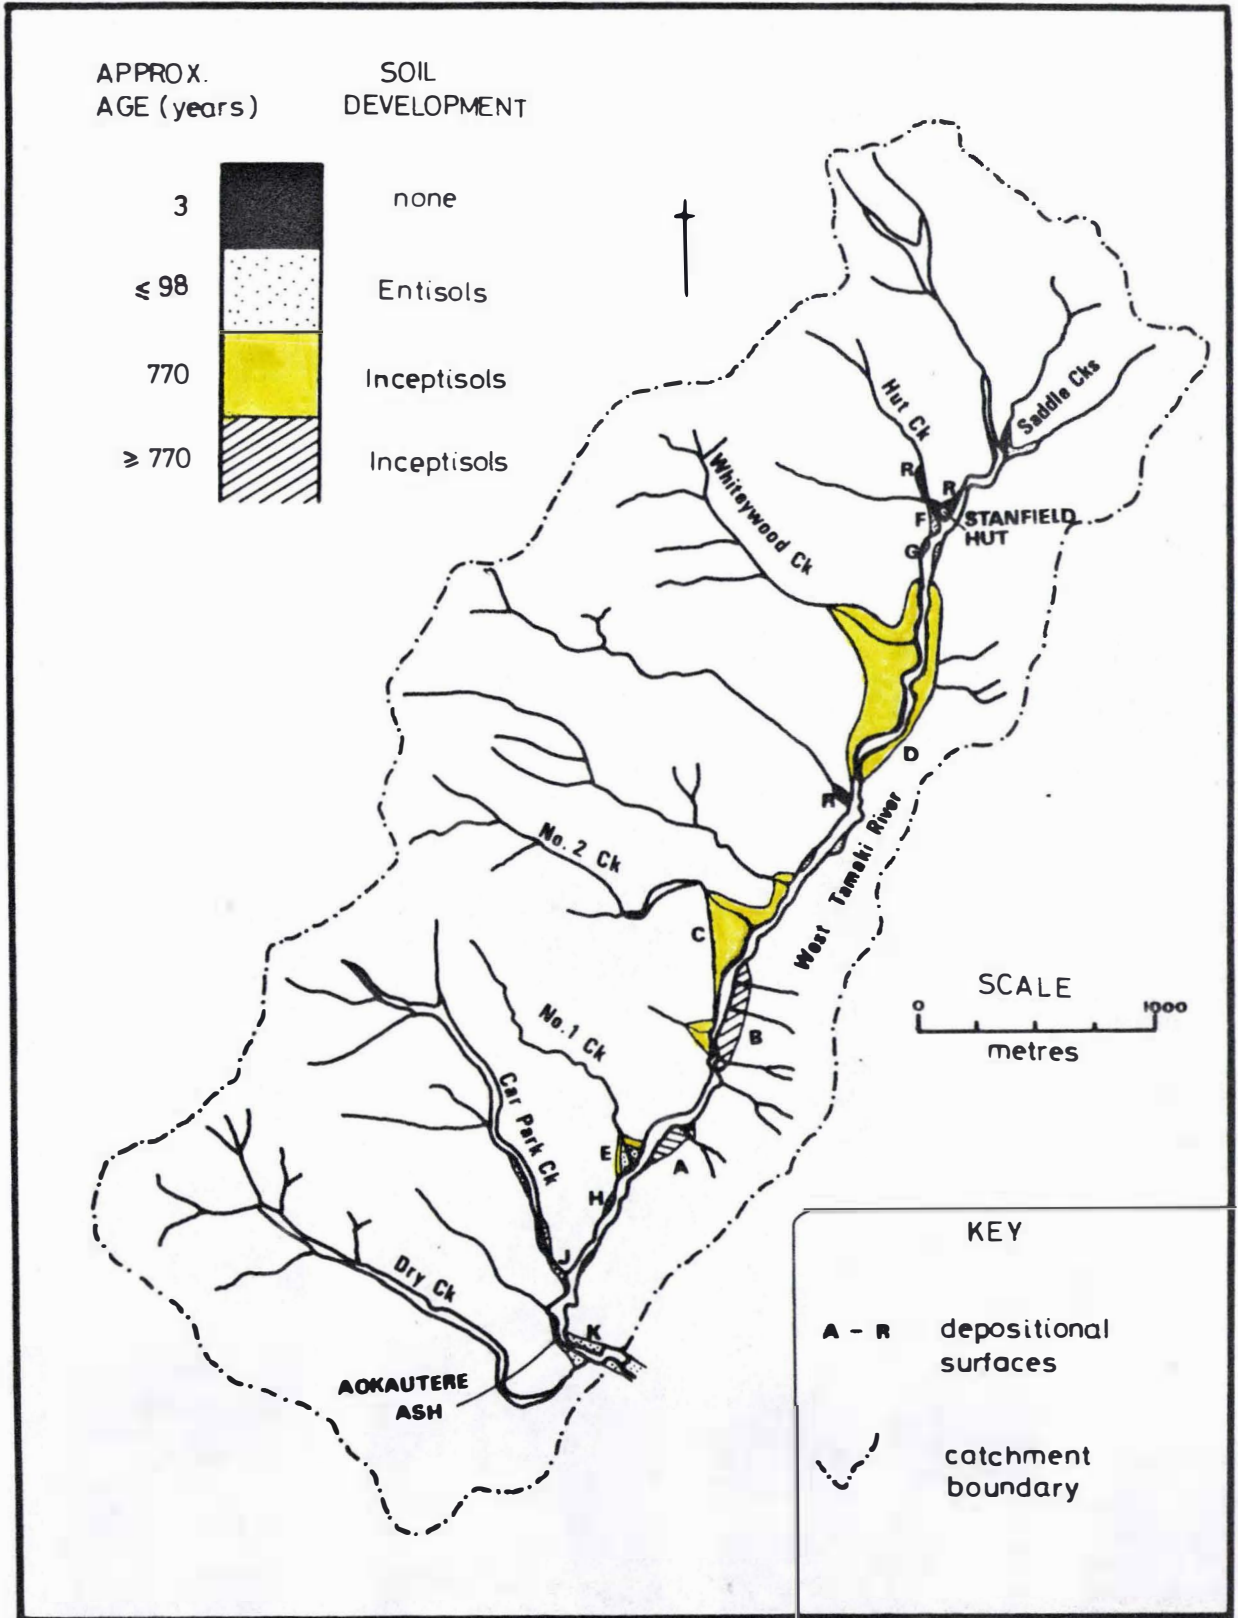 APPROX.
AGE (years)
SOIL
DEVELOPMENT
3
none
≤ 98
Entisols
770
Inceptisols
≥ 770
Inceptisols
Hut Ck
Saddle Cks
R
R
F
STANFIELD
HUT
G
Whiteywood Ck
D
R
West Tamaki River
No. 2 Ck
C
SCALE
0
1000
metres
B
No. 1 Ck
Car Park Ck
E
A
H
J
Dry Ck
K
AOKAUTERE
ASH
KEY
A - R
depositional
surfaces
catchment
boundary